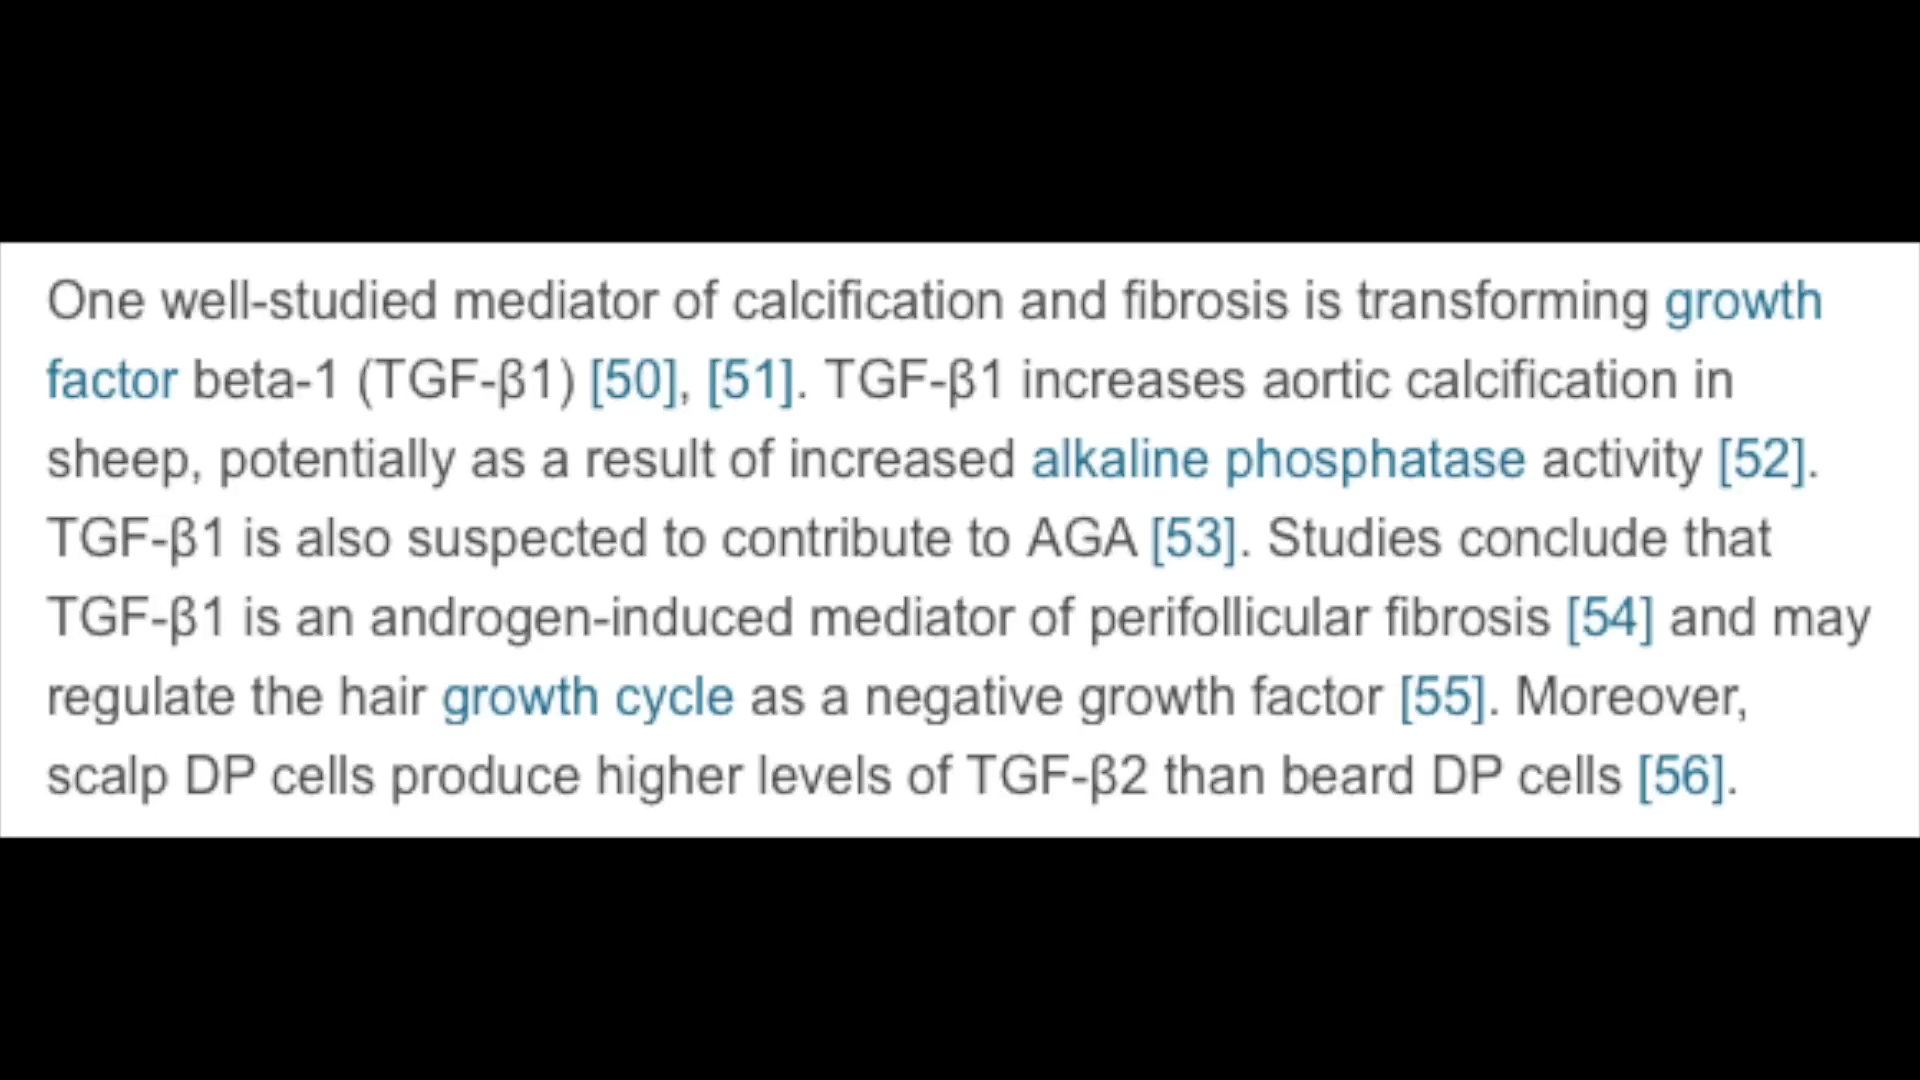 One well-studied mediator of calcification and fibrosis is transforming growth
factor beta-1 (TGF-β1) [50], [51]. TGF-β1 increases aortic calcification in
sheep, potentially as a result of increased alkaline phosphatase activity [52].
TGF-β1 is also suspected to contribute to AGA [53]. Studies conclude that
TGF-β1 is an androgen-induced mediator of perifollicular fibrosis [54] and may
regulate the hair growth cycle as a negative growth factor [55]. Moreover,
scalp DP cells produce higher levels of TGF-β2 than beard DP cells [56].